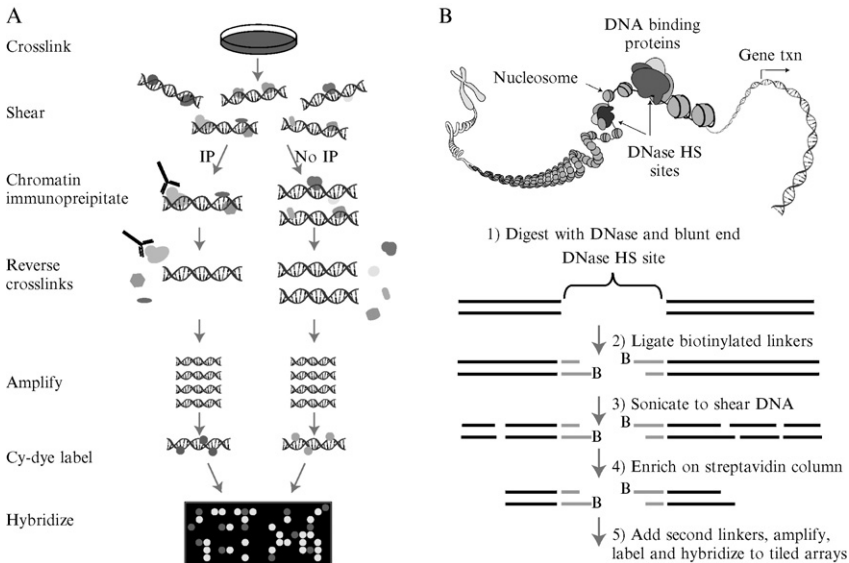 A
Crosslink
Shear
IP
No IP
Chromatin
immunopreipitate
Reverse
crosslinks
Amplify
Cy-dye label
Hybridize
B
DNA binding
proteins
Gene txn
Nucleosome
DNase HS
sites
1) Digest with DNase and blunt end
DNase HS site
2) Ligate biotinylated linkers
B
B
3) Sonicate to shear DNA
B
B
4) Enrich on streptavidin column
B
B
5) Add second linkers, amplify,
label and hybridize to tiled arrays